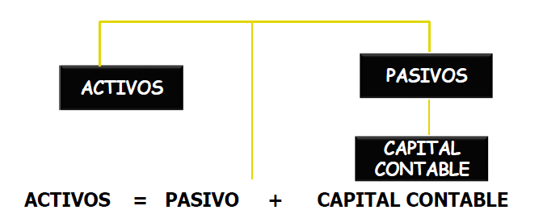 ACTIVOS
PASIVOS
CAPITAL
CONTABLE
ACTIVOS = PASIVO + CAPITAL CONTABLE